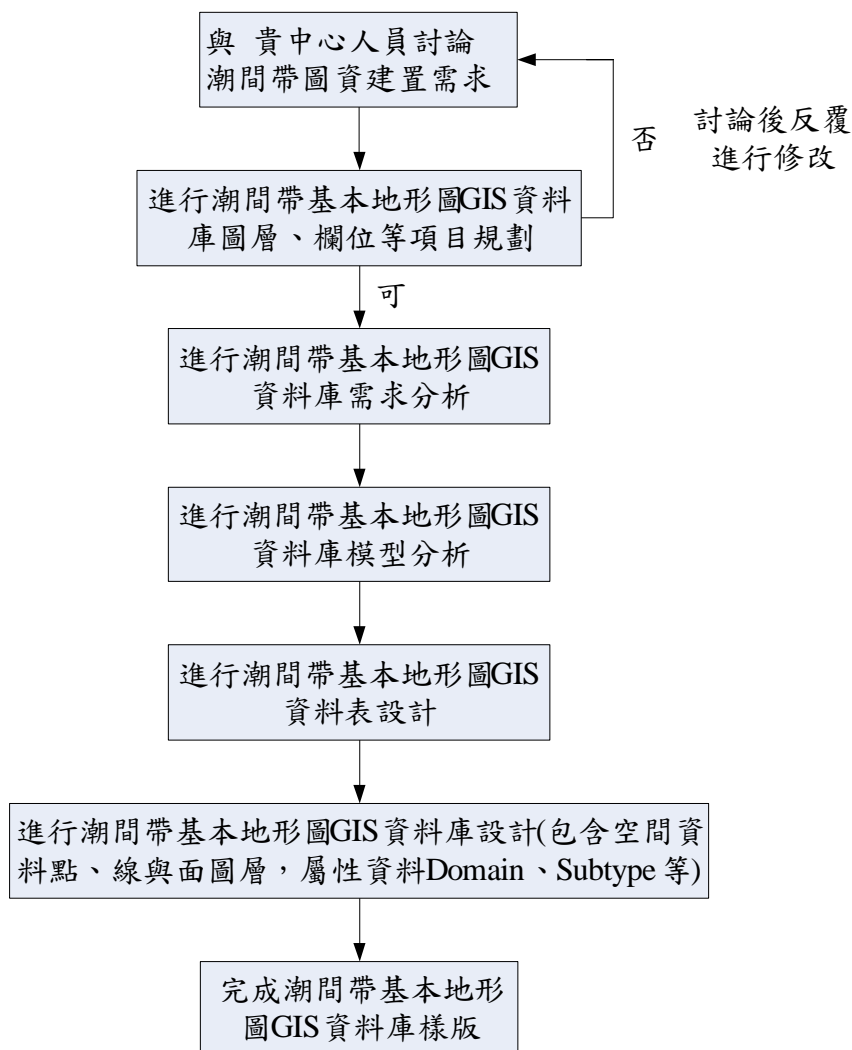 與 貴中心人員討論
潮間帶圖資建置需求
否
討論後反覆
進行修改
進行潮間帶基本地形圖GIS資料
庫圖層、欄位等項目規劃
可
進行潮間帶基本地形圖GIS
資料庫需求分析
進行潮間帶基本地形圖GIS
資料庫模型分析
進行潮間帶基本地形圖GIS
資料表設計
進行潮間帶基本地形圖GIS資料庫設計(包含空間資
料點、線與面圖層，屬性資料Domain、Subtype等)
完成潮間帶基本地形
圖GIS資料庫樣版